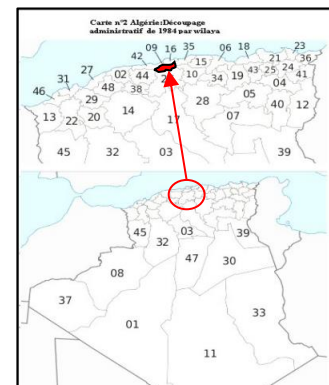 Carte n°2 Algérie:Découpage
administratif de 1984 par wilaya
42 09 16 35 06 18 23
46 31 27 02 44 15 21 36
48 38 10 34 19 43 25 24 41
29 04
13 22 20 14 28 05 40 12
17 07
45 32 03 39
45 32 03 39
08 47 30
37 01 33
11